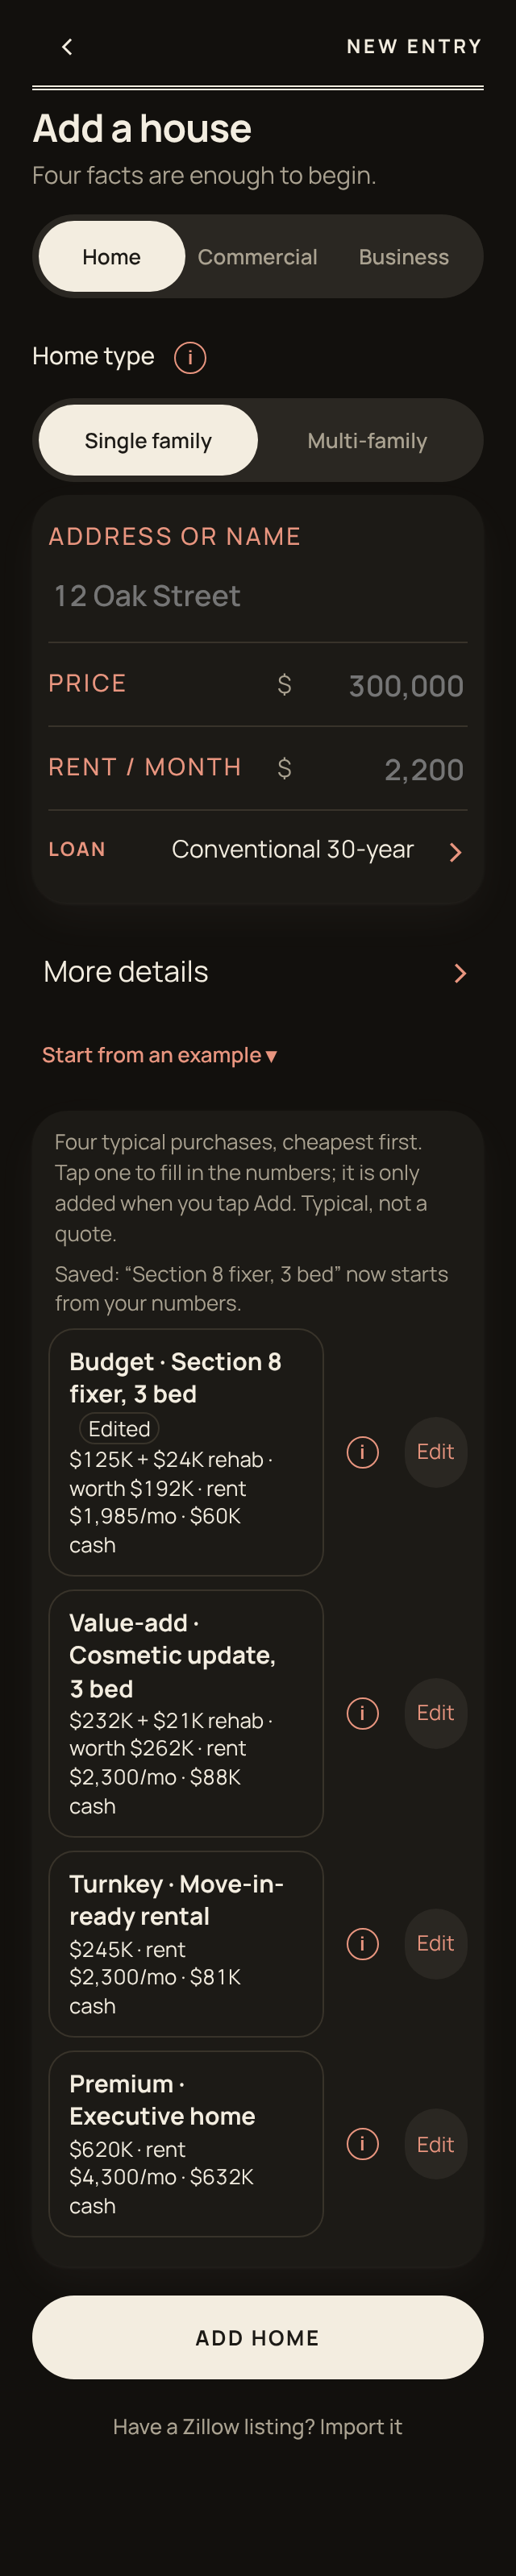 NEW ENTRY
Add a house
Four facts are enough to begin.
Home Commercial Business
Home type i
Single family Multi-family
ADDRESS OR NAME
12 Oak Street
PRICE $ 300,000
RENT / MONTH $ 2,200
LOAN Conventional 30-year
More details
Start from an example ▾
Four typical purchases, cheapest first.
Tap one to fill in the numbers; it is only
added when you tap Add. Typical, not a
quote.
Saved: “Section 8 fixer, 3 bed” now starts
from your numbers.
Budget · Section 8
fixer, 3 bed
Edited
$125K + $24K rehab ·
worth $192K · rent
$1,985/mo · $60K
cash
i Edit
Value-add ·
Cosmetic update,
3 bed
$232K + $21K rehab ·
worth $262K · rent
$2,300/mo · $88K
cash
i Edit
Turnkey · Move-in-
ready rental
$245K · rent
$2,300/mo · $81K
cash
i Edit
Premium ·
Executive home
$620K · rent
$4,300/mo · $632K
cash
i Edit
ADD HOME
Have a Zillow listing? Import it